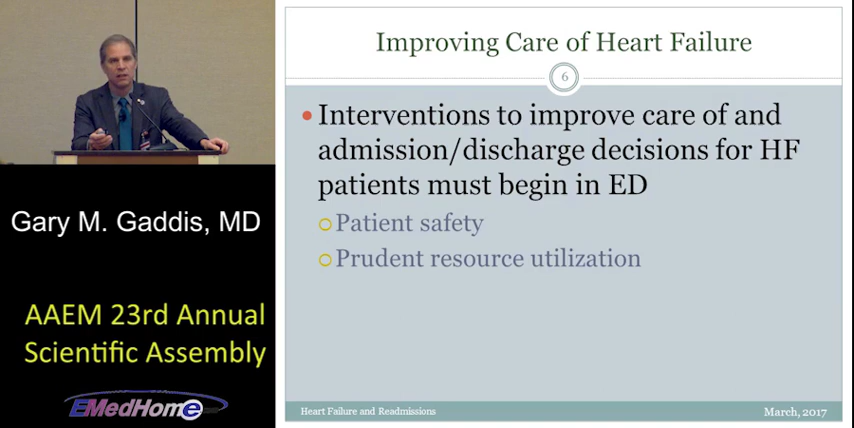 Improving Care of Heart Failure
6
Interventions to improve care of and
admission/discharge decisions for HF
patients must begin in ED
Patient safety
Prudent resource utilization
Heart Failure and Readmissions
March, 2017
Gary M. Gaddis, MD
AAEM 23rd Annual
Scientific Assembly
EMedHome